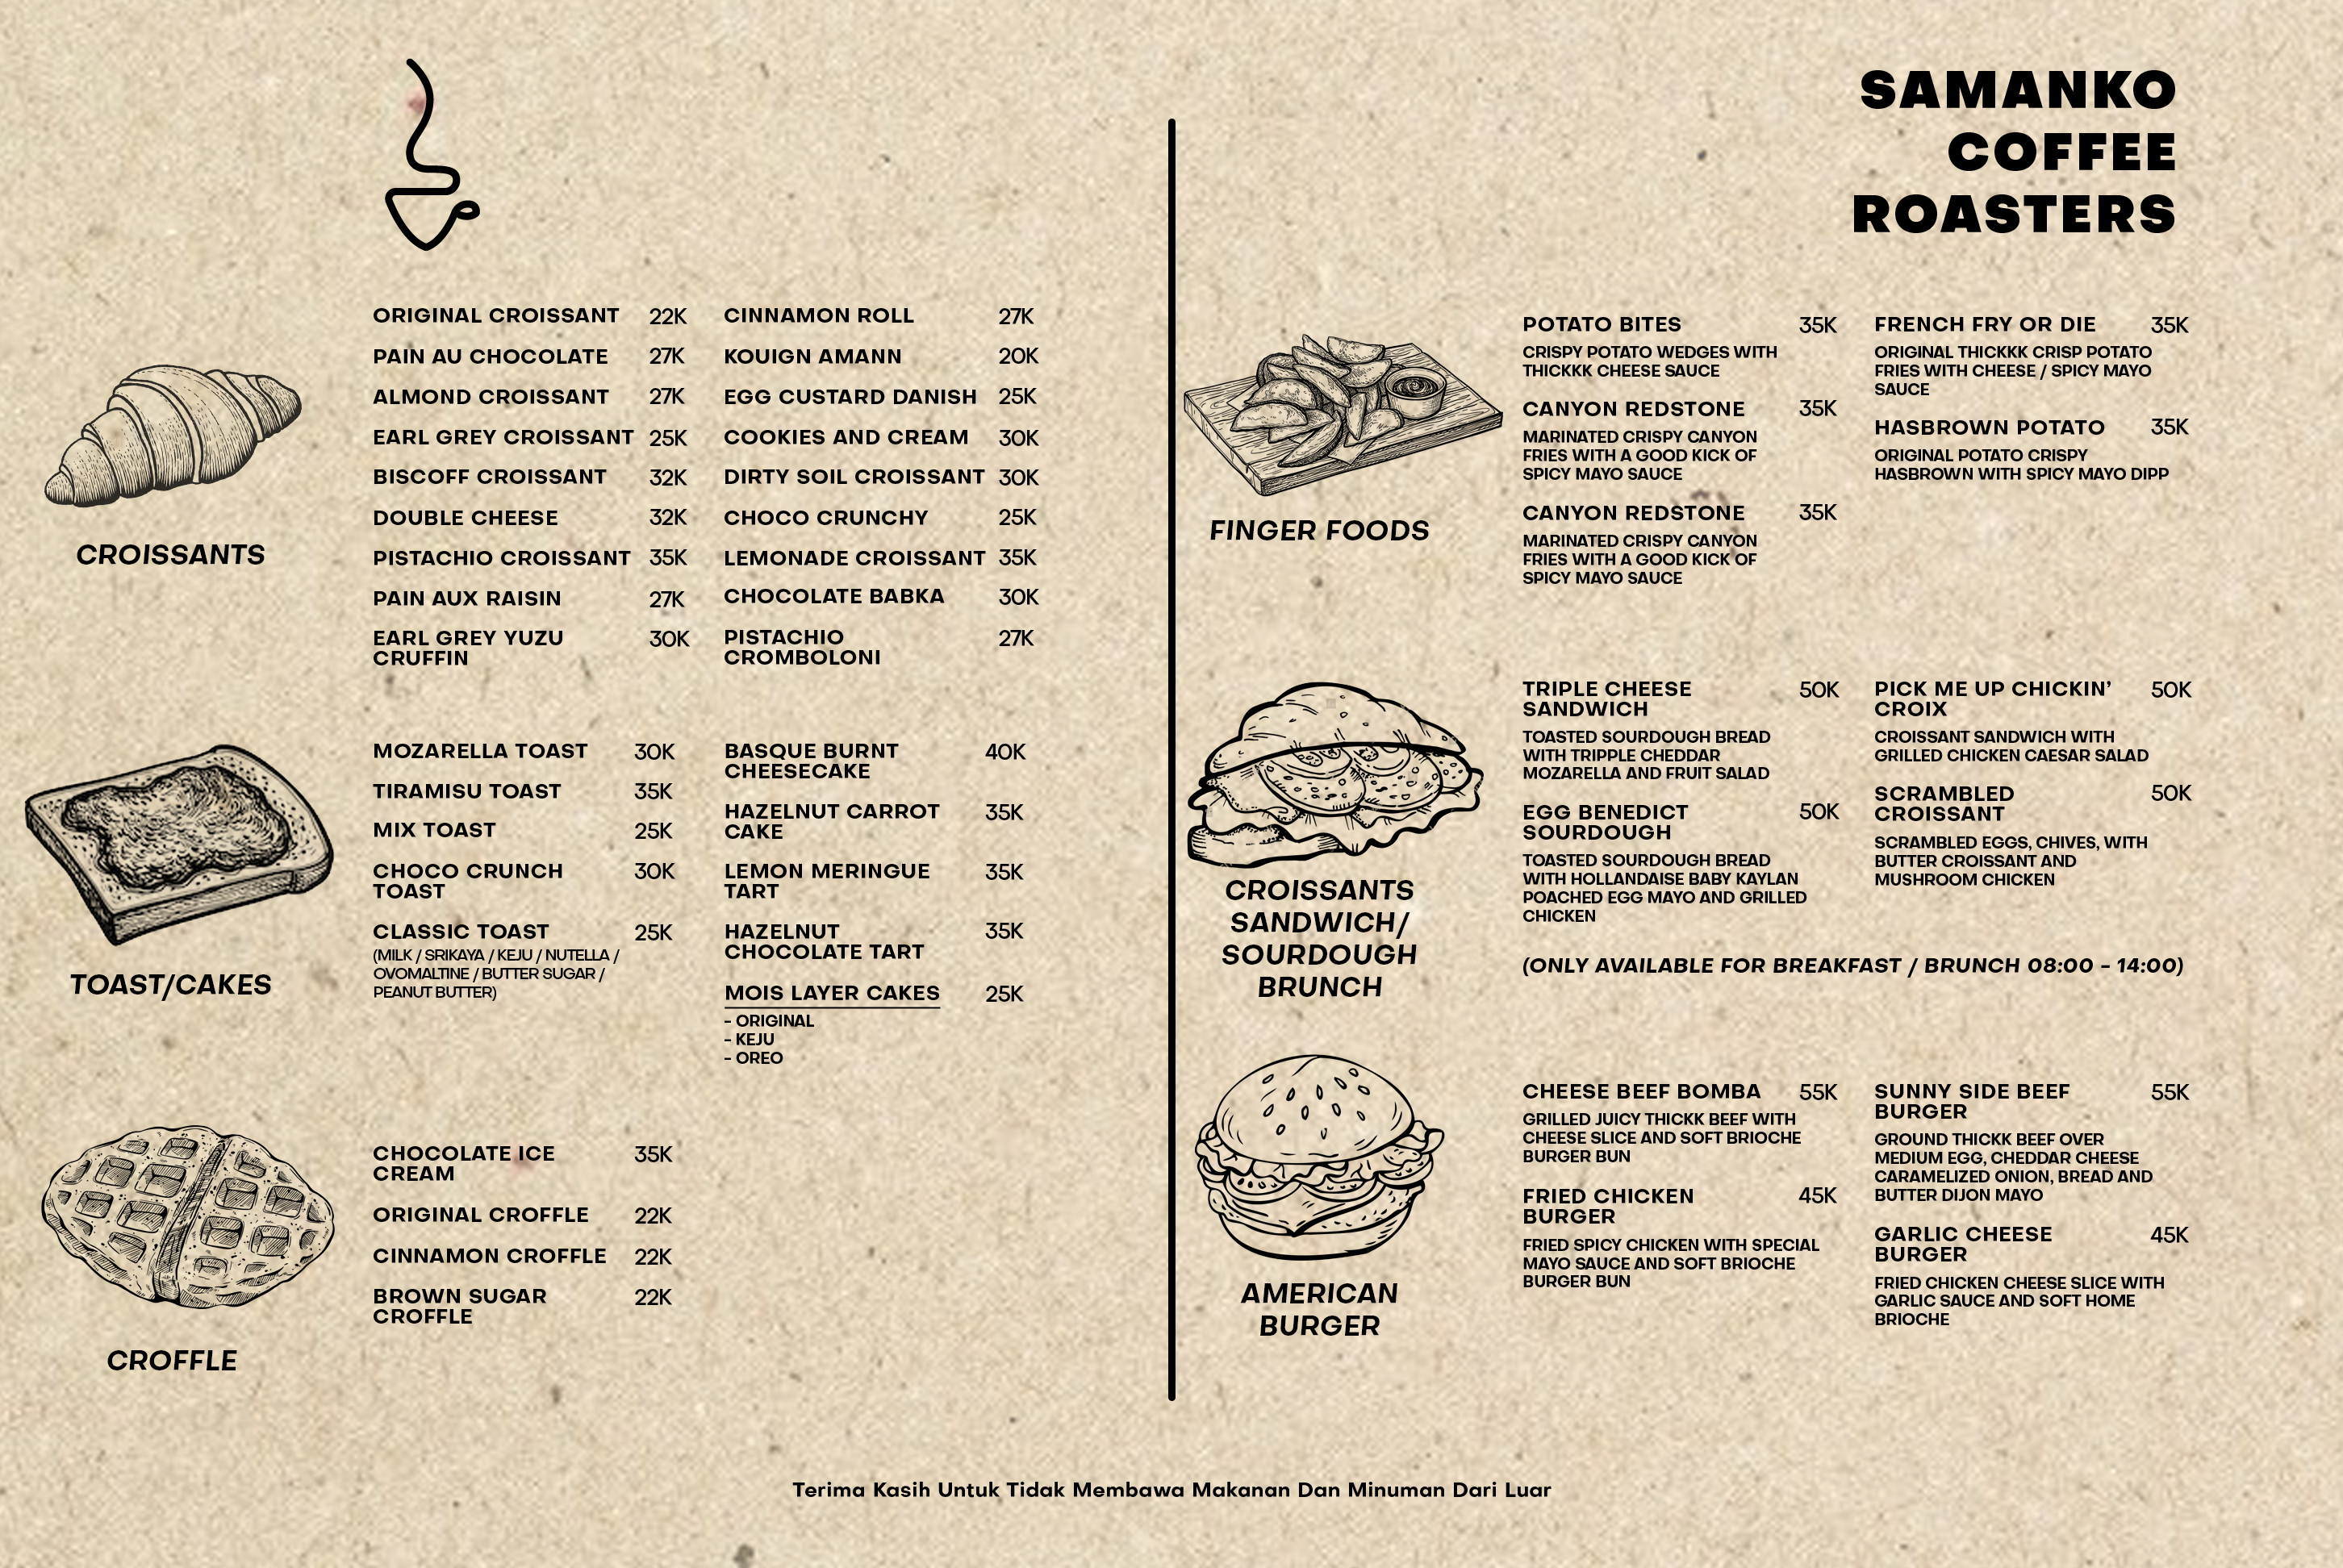 SAMANKO
COFFEE
ROASTERS
ORIGINAL CROISSANT 22K
PAIN AU CHOCOLATE 27K
ALMOND CROISSANT 27K
EARL GREY CROISSANT 25K
BISCOFF CROISSANT 32K
DOUBLE CHEESE 32K
PISTACHIO CROISSANT 35K
PAIN AUX RAISIN 27K
EARL GREY YUZU 30K
CRUFFIN
CINNAMON ROLL 27K
KOUIGN AMANN 20K
EGG CUSTARD DANISH 25K
COOKIES AND CREAM 30K
DIRTY SOIL CROISSANT 30K
CHOCO CRUNCHY 25K
LEMONADE CROISSANT 35K
CHOCOLATE BABKA 30K
PISTACHIO 27K
CROMBOLONI
CROISSANTS
MOZARELLA TOAST 30K
TIRAMISU TOAST 35K
MIX TOAST 25K
CHOCO CRUNCH 30K
TOAST
CLASSIC TOAST 25K
(MILK / SRIKAYA / KEJU / NUTELLA /
OVOMALTINE / BUTTER SUGAR /
PEANUT BUTTER)
BASQUE BURNT 40K
CHEESECAKE
HAZELNUT CARROT 35K
CAKE
LEMON MERINGUE 35K
TART
HAZELNUT 35K
CHOCOLATE TART
MOIS LAYER CAKES 25K
- ORIGINAL
- KEJU
- OREO
TOAST/CAKES
CHOCOLATE ICE 35K
CREAM
ORIGINAL CROFFLE 22K
CINNAMON CROFFLE 22K
BROWN SUGAR 22K
CROFFLE
CROFFLE
POTATO BITES 35K
CRISPY POTATO WEDGES WITH
THICKKK CHEESE SAUCE
CANYON REDSTONE 35K
MARINATED CRISPY CANYON
FRIES WITH A GOOD KICK OF
SPICY MAYO SAUCE
CANYON REDSTONE 35K
MARINATED CRISPY CANYON
FRIES WITH A GOOD KICK OF
SPICY MAYO SAUCE
FRENCH FRY OR DIE 35K
ORIGINAL THICKKK CRISP POTATO
FRIES WITH CHEESE / SPICY MAYO
SAUCE
HASBROWN POTATO 35K
ORIGINAL POTATO CRISPY
HASBROWN WITH SPICY MAYO DIPP
FINGER FOODS
TRIPLE CHEESE 50K
SANDWICH
TOASTED SOURDOUGH BREAD
WITH TRIPPLE CHEDDAR
MOZARELLA AND FRUIT SALAD
EGG BENEDICT 50K
SOURDOUGH
TOASTED SOURDOUGH BREAD
WITH HOLLANDAISE BABY KAYLAN
POACHED EGG MAYO AND GRILLED
CHICKEN
PICK ME UP CHICKIN' 50K
CROIX
CROISSANT SANDWICH WITH
GRILLED CHICKEN CAESAR SALAD
SCRAMBLED 50K
CROISSANT
SCRAMBLED EGGS, CHIVES, WITH
BUTTER CROISSANT AND
MUSHROOM CHICKEN
CROISSANTS
SANDWICH/
SOURDOUGH
BRUNCH
(ONLY AVAILABLE FOR BREAKFAST / BRUNCH 08:00 - 14:00)
CHEESE BEEF BOMBA 55K
GRILLED JUICY THICKK BEEF WITH
CHEESE SLICE AND SOFT BRIOCHE
BURGER BUN
FRIED CHICKEN 45K
BURGER
FRIED SPICY CHICKEN WITH SPECIAL
MAYO SAUCE AND SOFT BRIOCHE
BURGER BUN
SUNNY SIDE BEEF 55K
BURGER
GROUND THICKK BEEF OVER
MEDIUM EGG, CHEDDAR CHEESE
CARAMELIZED ONION, BREAD AND
BUTTER DIJON MAYO
GARLIC CHEESE 45K
BURGER
FRIED CHICKEN CHEESE SLICE WITH
GARLIC SAUCE AND SOFT HOME
BRIOCHE
AMERICAN
BURGER
Terima Kasih Untuk Tidak Membawa Makanan Dan Minuman Dari Luar